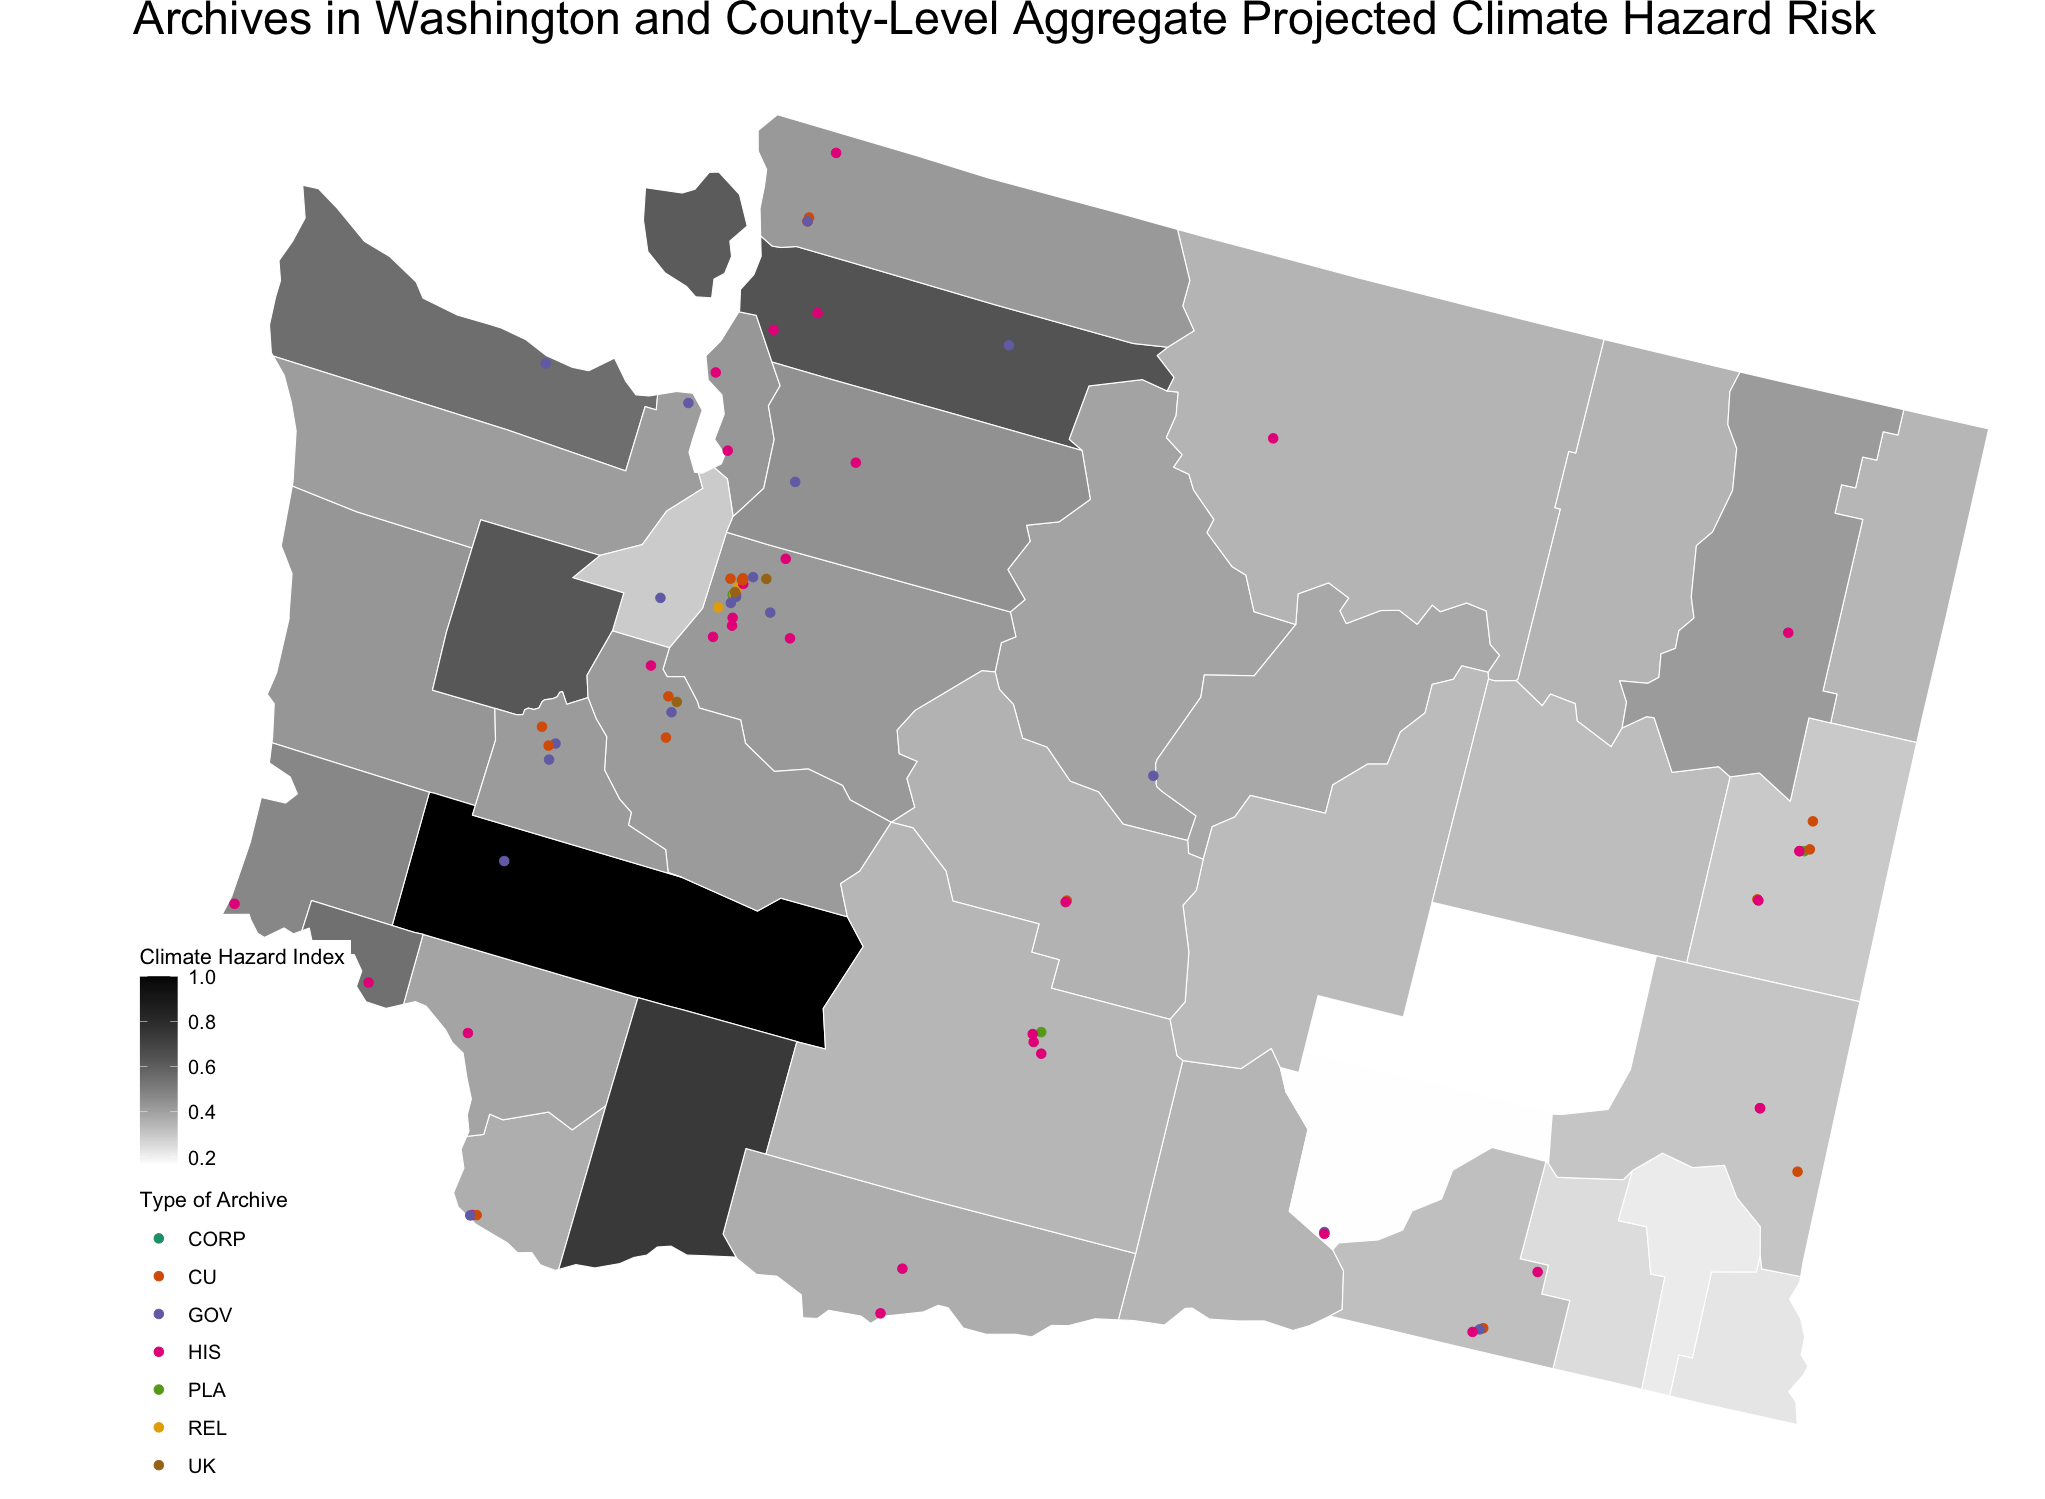 Archives in Washington and County-Level Aggregate Projected Climate Hazard Risk
Climate Hazard Index
1.0
0.8
0.6
0.4
0.2
Type of Archive
CORP
CU
GOV
HIS
PLA
REL
UK